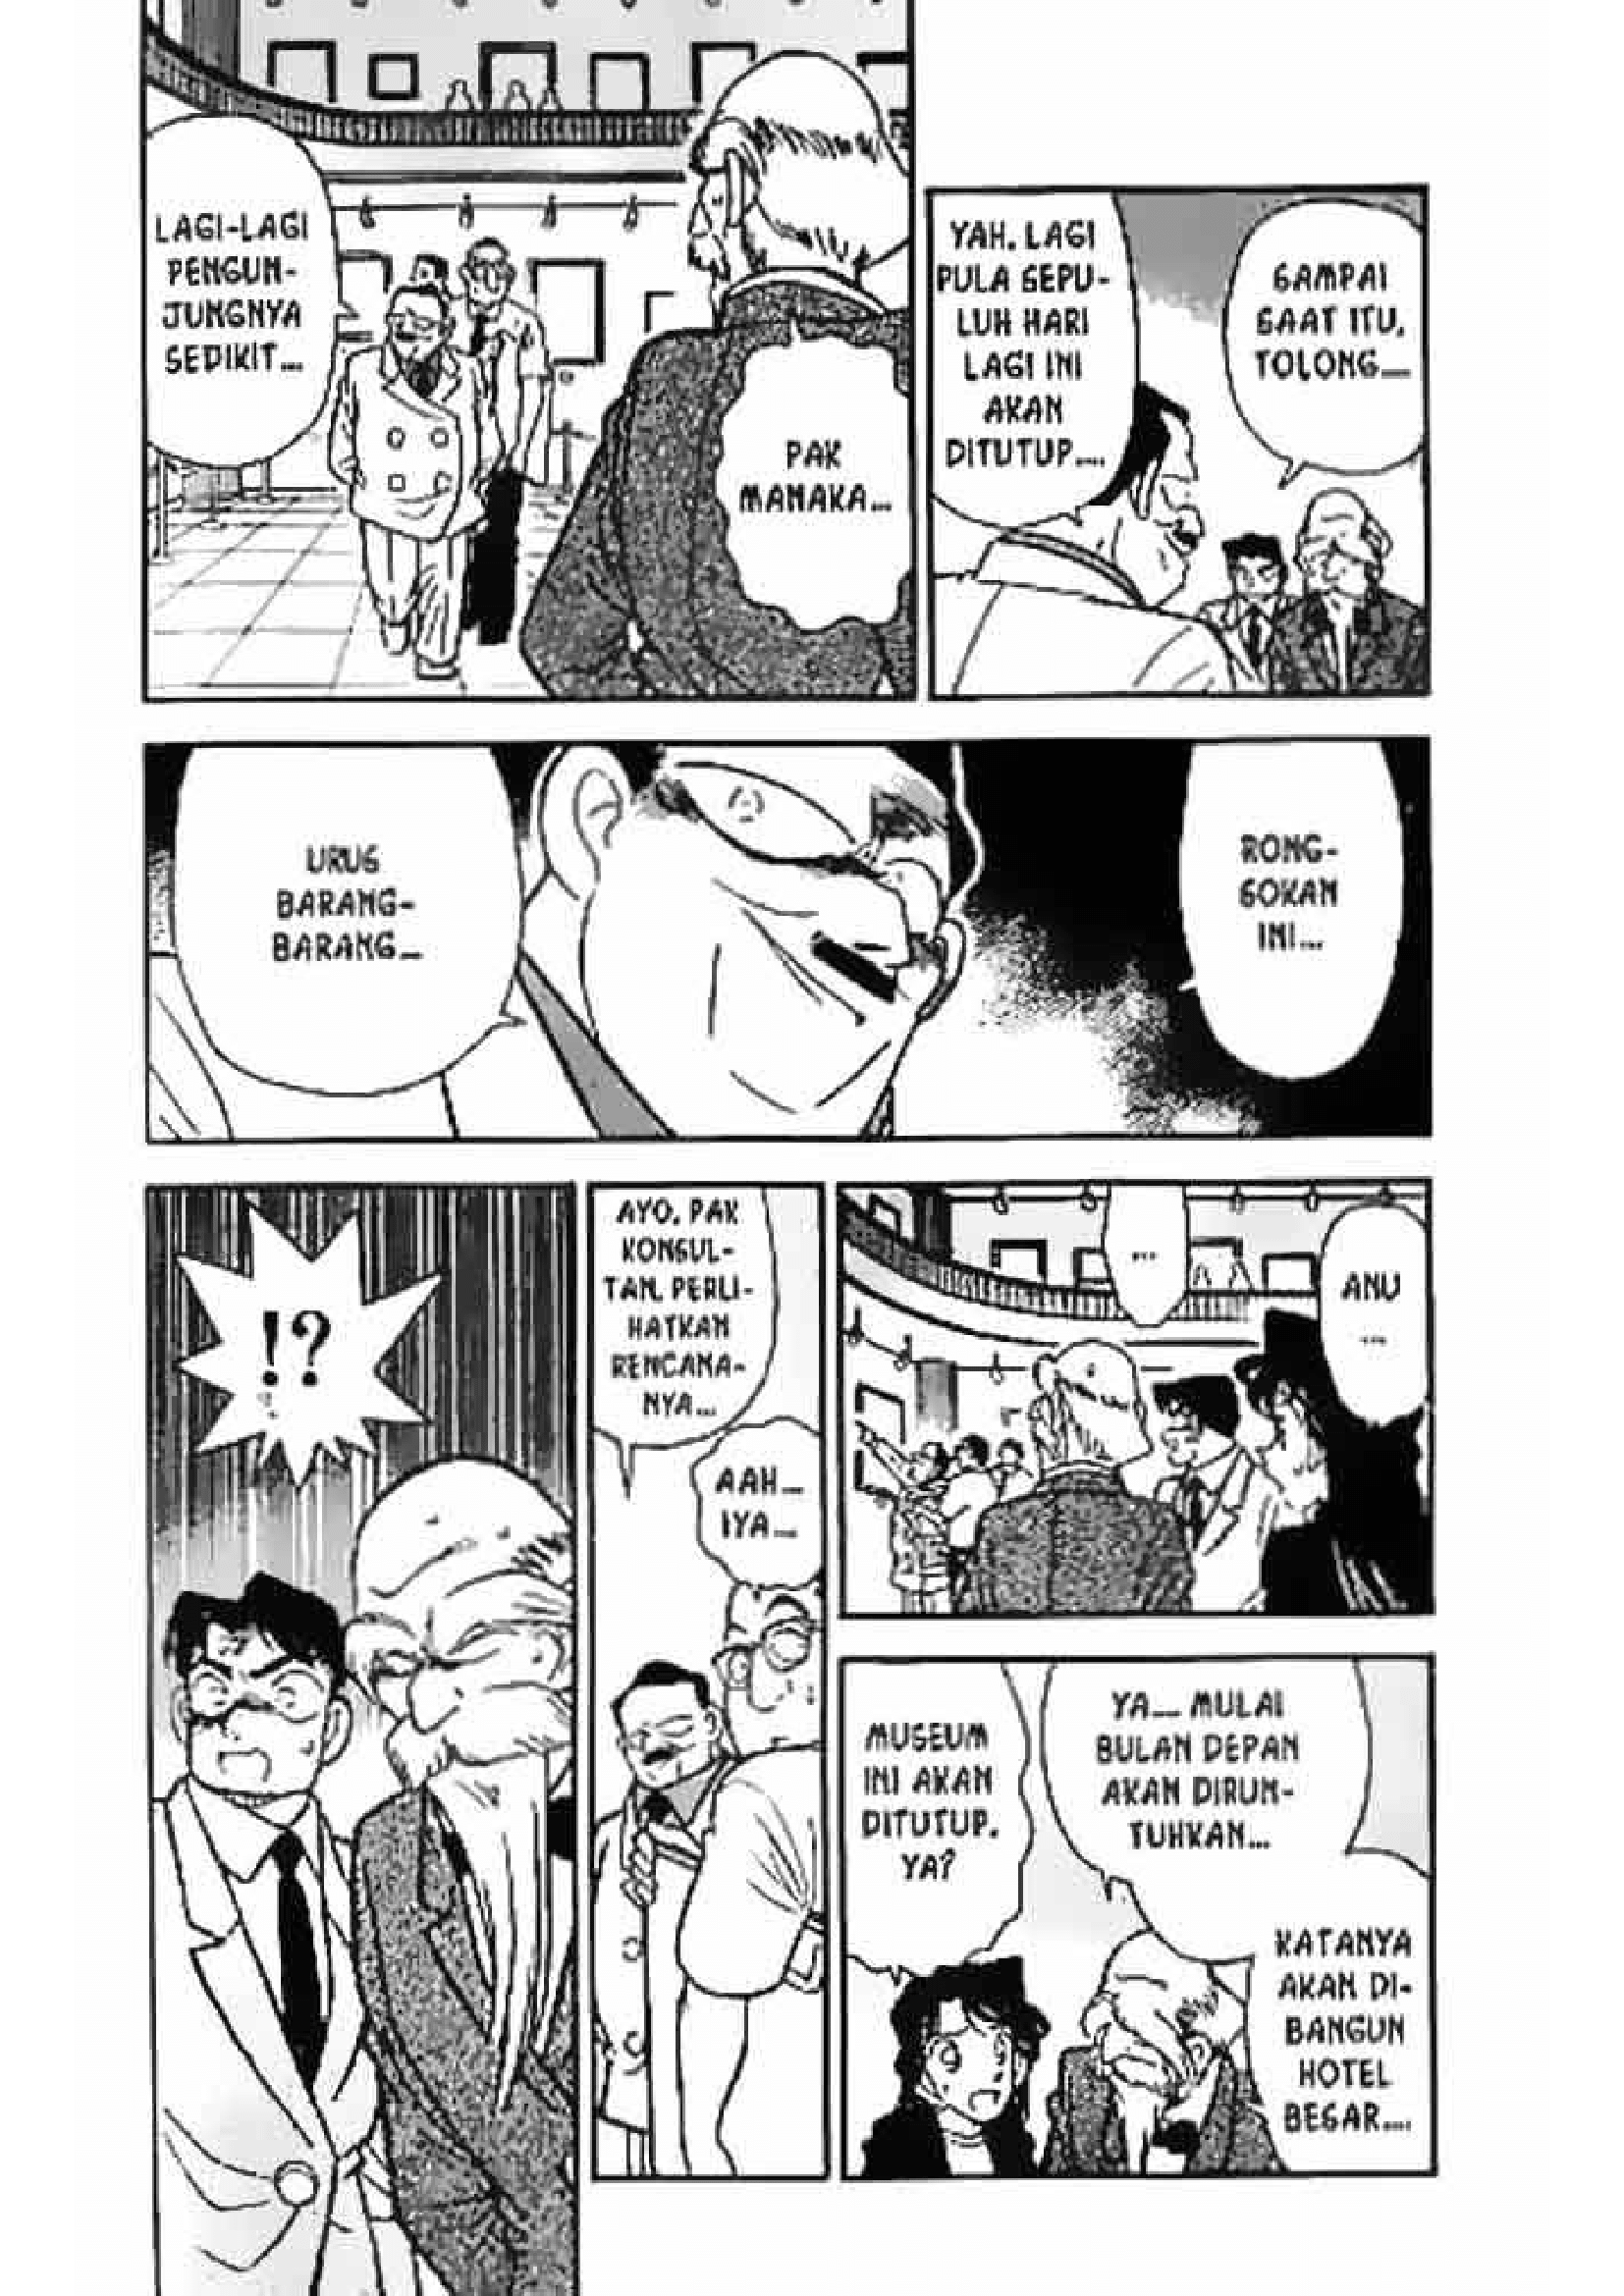 LAGI-LAGI
PENGUN-
JUNGNYA
SEDIKIT...
PAK
MANAKA...
YAH. LAGI
PULA SEPU-
LUH HARI
LAGI INI
AKAN
DITUTUP....
SAMPAI
SAAT ITU,
TOLONG...
URUS
BARANG-
BARANG...
RONG-
SOKAN
INI...
!?
AYO, PAK
KONSUL-
TAN. PERLI-
HATKAN
RENCANA-
NYA...
AAH...
IYA...
...
ANU
...
MUSEUM
INI AKAN
DITUTUP,
YA?
YA... MULAI
BULAN DEPAN
AKAN DIRUN-
TUHKAN...
KATANYA
AKAN DI-
BANGUN
HOTEL
BESAR....